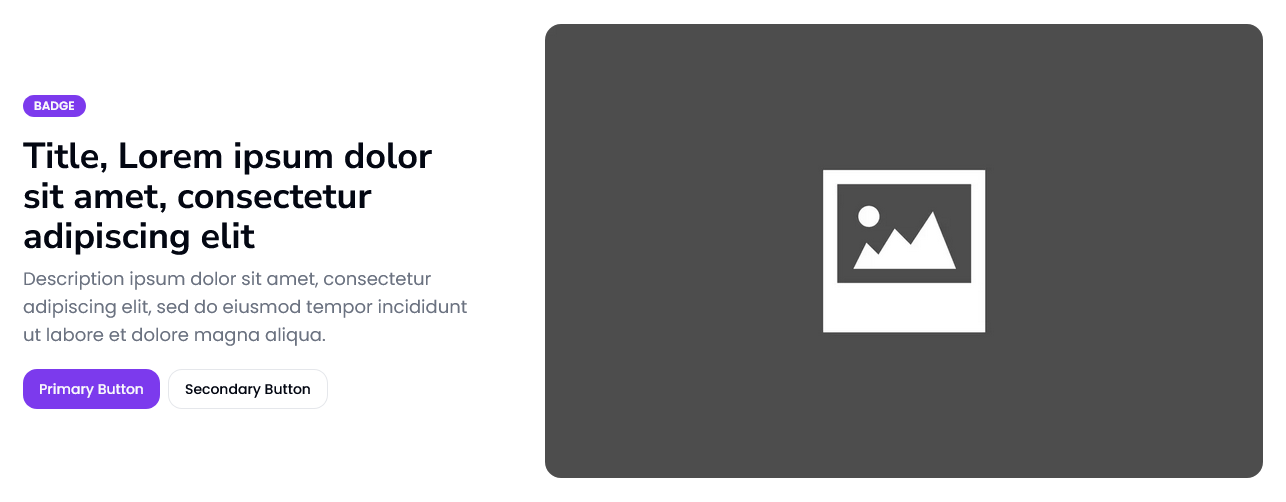 BADGE
Title, Lorem ipsum dolor
sit amet, consectetur
adipiscing elit
Description ipsum dolor sit amet, consectetur
adipiscing elit, sed do eiusmod tempor incididunt
ut labore et dolore magna aliqua.
Primary Button
Secondary Button